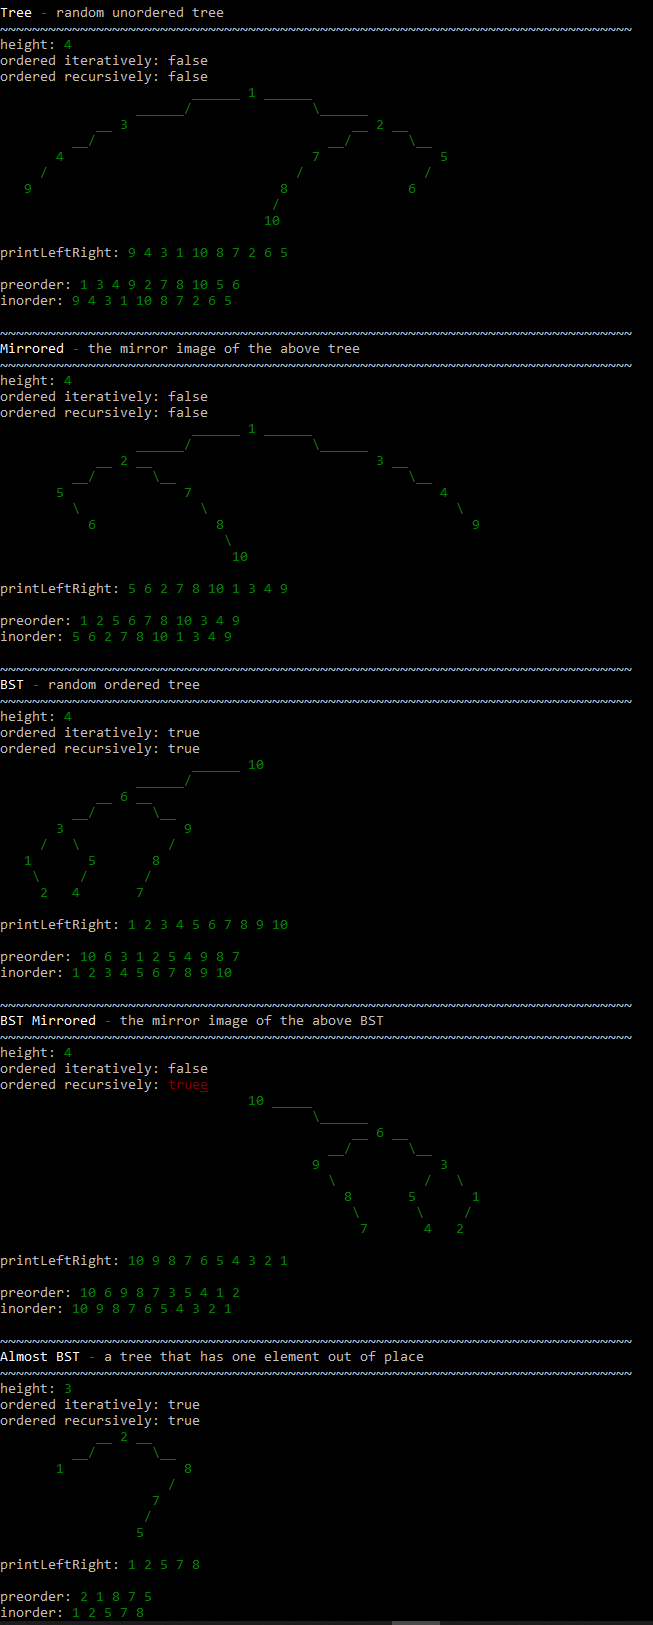 Tree - random unordered tree
~~~~~~~~~~~~~~~~~~~~~~~~~~~~~~~~~~~~~~~~~~~~~~~~~~~~~~~~~~~~~~~~~~~~~~~~~~~~~~~
height: 4
ordered iteratively: false
ordered recursively: false
                        ______ 1 ______
                 ______/               \______
            __ 3                            __ 2 __
         __/                             __/       \__
       4                               7               5
     /                               /               /
   9                               8               6
                                  /
                                 10

printLeftRight: 9 4 3 1 10 8 7 2 6 5

preorder: 1 3 4 9 2 7 8 10 5 6
inorder: 9 4 3 1 10 8 7 2 6 5

~~~~~~~~~~~~~~~~~~~~~~~~~~~~~~~~~~~~~~~~~~~~~~~~~~~~~~~~~~~~~~~~~~~~~~~~~~~~~~~
Mirrored - the mirror image of the above tree
~~~~~~~~~~~~~~~~~~~~~~~~~~~~~~~~~~~~~~~~~~~~~~~~~~~~~~~~~~~~~~~~~~~~~~~~~~~~~~~
height: 4
ordered iteratively: false
ordered recursively: false
                        ______ 1 ______
                 ______/               \______
            __ 2 __                            3 __
         __/       \__                             \__
       5               7                               4
         \               \                               \
           6               8                               9
                            \
                             10

printLeftRight: 5 6 2 7 8 10 1 3 4 9

preorder: 1 2 5 6 7 8 10 3 4 9
inorder: 5 6 2 7 8 10 1 3 4 9

~~~~~~~~~~~~~~~~~~~~~~~~~~~~~~~~~~~~~~~~~~~~~~~~~~~~~~~~~~~~~~~~~~~~~~~~~~~~~~~
BST - random ordered tree
~~~~~~~~~~~~~~~~~~~~~~~~~~~~~~~~~~~~~~~~~~~~~~~~~~~~~~~~~~~~~~~~~~~~~~~~~~~~~~~
height: 4
ordered iteratively: true
ordered recursively: true
                        ______ 10
                 ______/
            __ 6 __
         __/       \__
       3               9
     /   \           /
   1       5       8
    \     /       /
     2   4       7

printLeftRight: 1 2 3 4 5 6 7 8 9 10

preorder: 10 6 3 1 2 5 4 9 8 7
inorder: 1 2 3 4 5 6 7 8 9 10

~~~~~~~~~~~~~~~~~~~~~~~~~~~~~~~~~~~~~~~~~~~~~~~~~~~~~~~~~~~~~~~~~~~~~~~~~~~~~~~
BST Mirrored - the mirror image of the above BST
~~~~~~~~~~~~~~~~~~~~~~~~~~~~~~~~~~~~~~~~~~~~~~~~~~~~~~~~~~~~~~~~~~~~~~~~~~~~~~~
height: 4
ordered iteratively: false
ordered recursively: truee
                               10 _____
                                       \______
                                            __ 6 __
                                         __/       \__
                                       9               3
                                         \           /   \
                                           8       5       1
                                            \       \     /
                                             7       4   2

printLeftRight: 10 9 8 7 6 5 4 3 2 1

preorder: 10 6 9 8 7 3 5 4 1 2
inorder: 10 9 8 7 6 5 4 3 2 1

~~~~~~~~~~~~~~~~~~~~~~~~~~~~~~~~~~~~~~~~~~~~~~~~~~~~~~~~~~~~~~~~~~~~~~~~~~~~~~~
Almost BST - a tree that has one element out of place
~~~~~~~~~~~~~~~~~~~~~~~~~~~~~~~~~~~~~~~~~~~~~~~~~~~~~~~~~~~~~~~~~~~~~~~~~~~~~~~
height: 3
ordered iteratively: true
ordered recursively: true
            __ 2 __
         __/       \__
       1               8
                     /
                   7
                  /
                 5

printLeftRight: 1 2 5 7 8

preorder: 2 1 8 7 5
inorder: 1 2 5 7 8